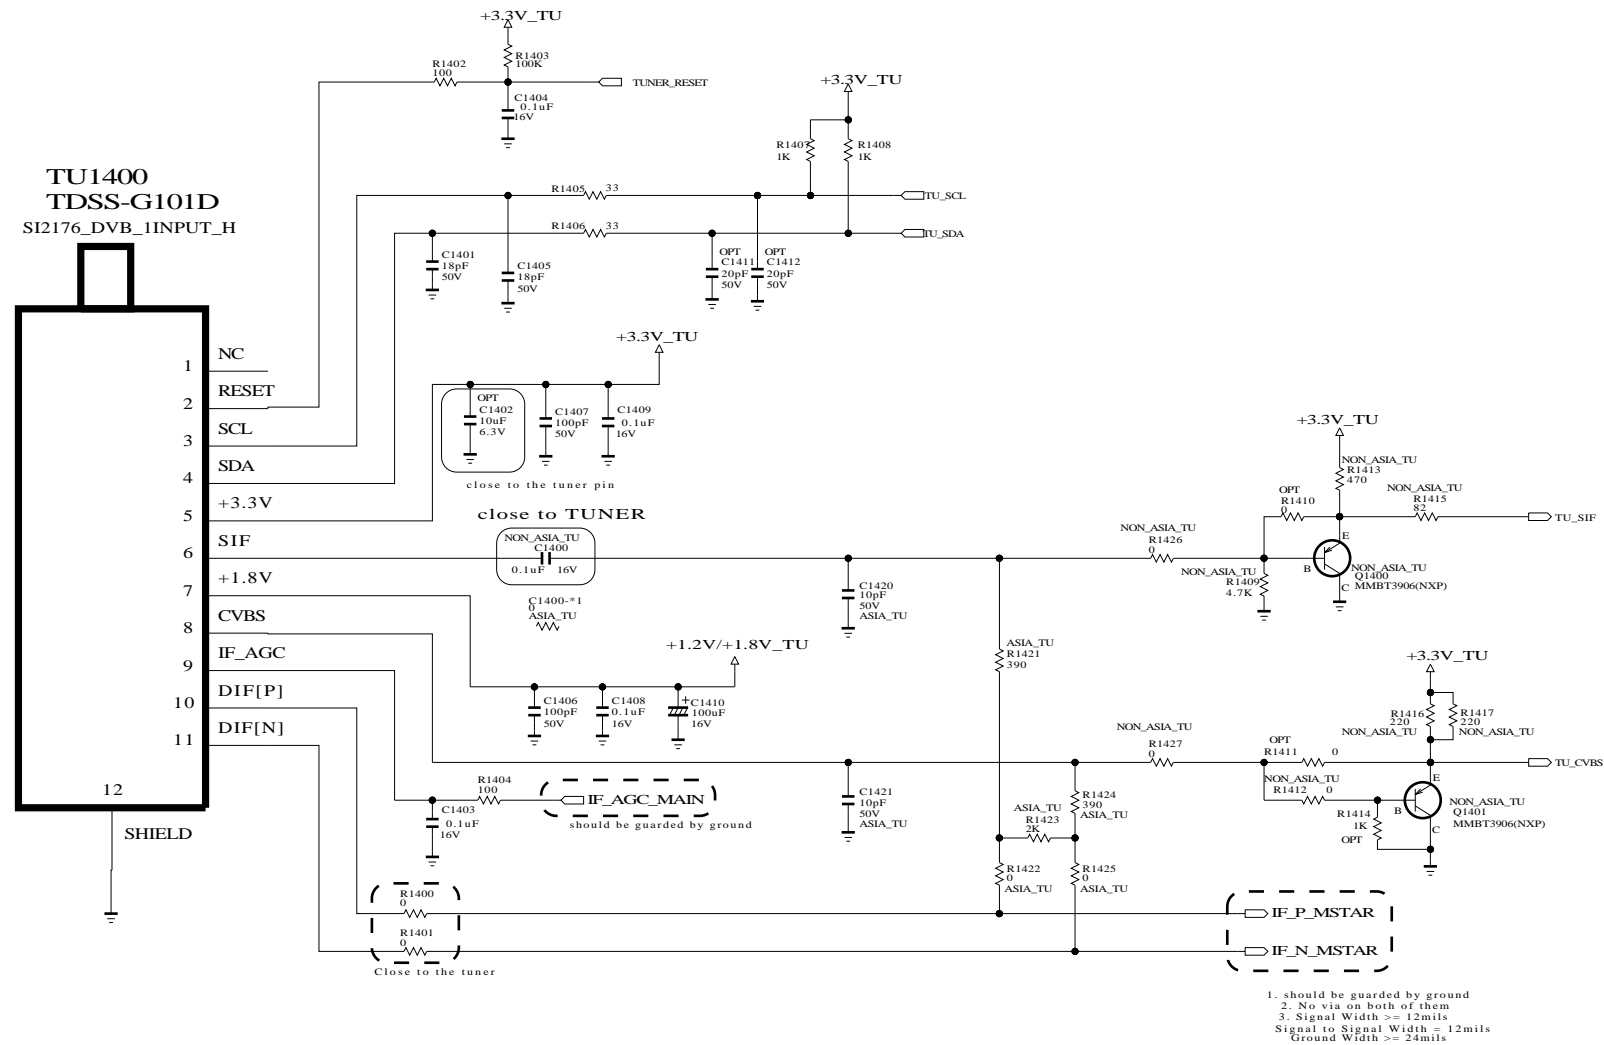 +3.3V_TU
R1402
100
R1403
100K
TUNER_RESET
C1404
0.1uF
16V
+3.3V_TU
R1407
1K
R1408
1K
TU1400
TDSS-G101D
SI2176_DVB_1INPUT_H
R1405 33
TU_SCL
R1406 33
TU_SDA
C1401
18pF
50V
C1405
18pF
50V
OPT
C1411
20pF
50V
OPT
C1412
20pF
50V
+3.3V_TU
1 NC
2 RESET
3 SCL
4 SDA
5 +3.3V
6 SIF
7 +1.8V
8 CVBS
9 IF_AGC
10 DIF[P]
11 DIF[N]
12
SHIELD
OPT
C1402
10uF
6.3V
C1407
100pF
50V
C1409
0.1uF
16V
close to the tuner pin
close to TUNER
NON_ASIA_TU
C1400
0.1uF 16V
C1400-*1
0
ASIA_TU
C1420
10pF
50V
ASIA_TU
NON_ASIA_TU
R1426
0
+3.3V_TU
NON_ASIA_TU
R1413
470
OPT
R1410
0
NON_ASIA_TU
R1415
82
TU_SIF
NON_ASIA_TU
R1409
4.7K
E
B
C
NON_ASIA_TU
Q1400
MMBT3906(NXP)
+1.2V/+1.8V_TU
C1406
100pF
50V
C1408
0.1uF
16V
+
C1410
100uF
16V
ASIA_TU
R1421
390
NON_ASIA_TU
R1427
0
+3.3V_TU
R1416
220
NON_ASIA_TU
R1417
220
NON_ASIA_TU
OPT
R1411 0
TU_CVBS
NON_ASIA_TU
R1412 0
E
B
C
NON_ASIA_TU
Q1401
MMBT3906(NXP)
R1414
1K
OPT
R1404
100
IF_AGC_MAIN
should be guarded by ground
C1403
0.1uF
16V
C1421
10pF
50V
ASIA_TU
R1424
390
ASIA_TU
ASIA_TU
R1423
2K
R1422
0
ASIA_TU
R1425
0
ASIA_TU
R1400
0
R1401
0
Close to the tuner
IF_P_MSTAR
IF_N_MSTAR
1. should be guarded by ground
2. No via on both of them
3. Signal Width >= 12mils
Signal to Signal Width = 12mils
Ground Width >= 24mils